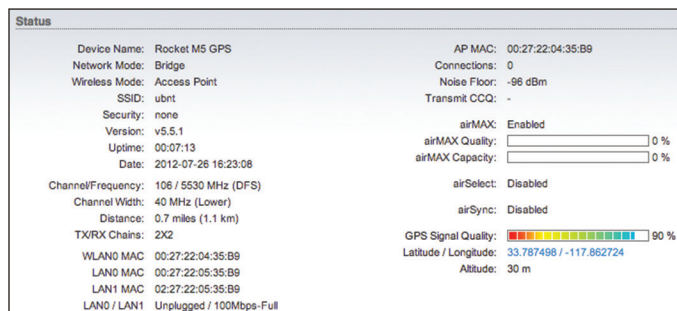 Status
Device Name: Rocket M5 GPS
Network Mode: Bridge
Wireless Mode: Access Point
SSID: ubnt
Security: none
Version: v5.5.1
Uptime: 00:07:13
Date: 2012-07-26 16:23:08
Channel/Frequency: 106 / 5530 MHz (DFS)
Channel Width: 40 MHz (Lower)
Distance: 0.7 miles (1.1 km)
TX/RX Chains: 2X2
WLAN0 MAC 00:27:22:04:35:B9
LAN0 MAC 00:27:22:05:35:B9
LAN1 MAC 02:27:22:05:35:B9
LAN0 / LAN1 Unplugged / 100Mbps-Full
AP MAC: 00:27:22:04:35:B9
Connections: 0
Noise Floor: -96 dBm
Transmit CCQ: -
airMAX: Enabled
airMAX Quality: 0 %
airMAX Capacity: 0 %
airSelect: Disabled
airSync: Disabled
GPS Signal Quality: 90 %
Latitude / Longitude: 33.787498 / -117.862724
Altitude: 30 m